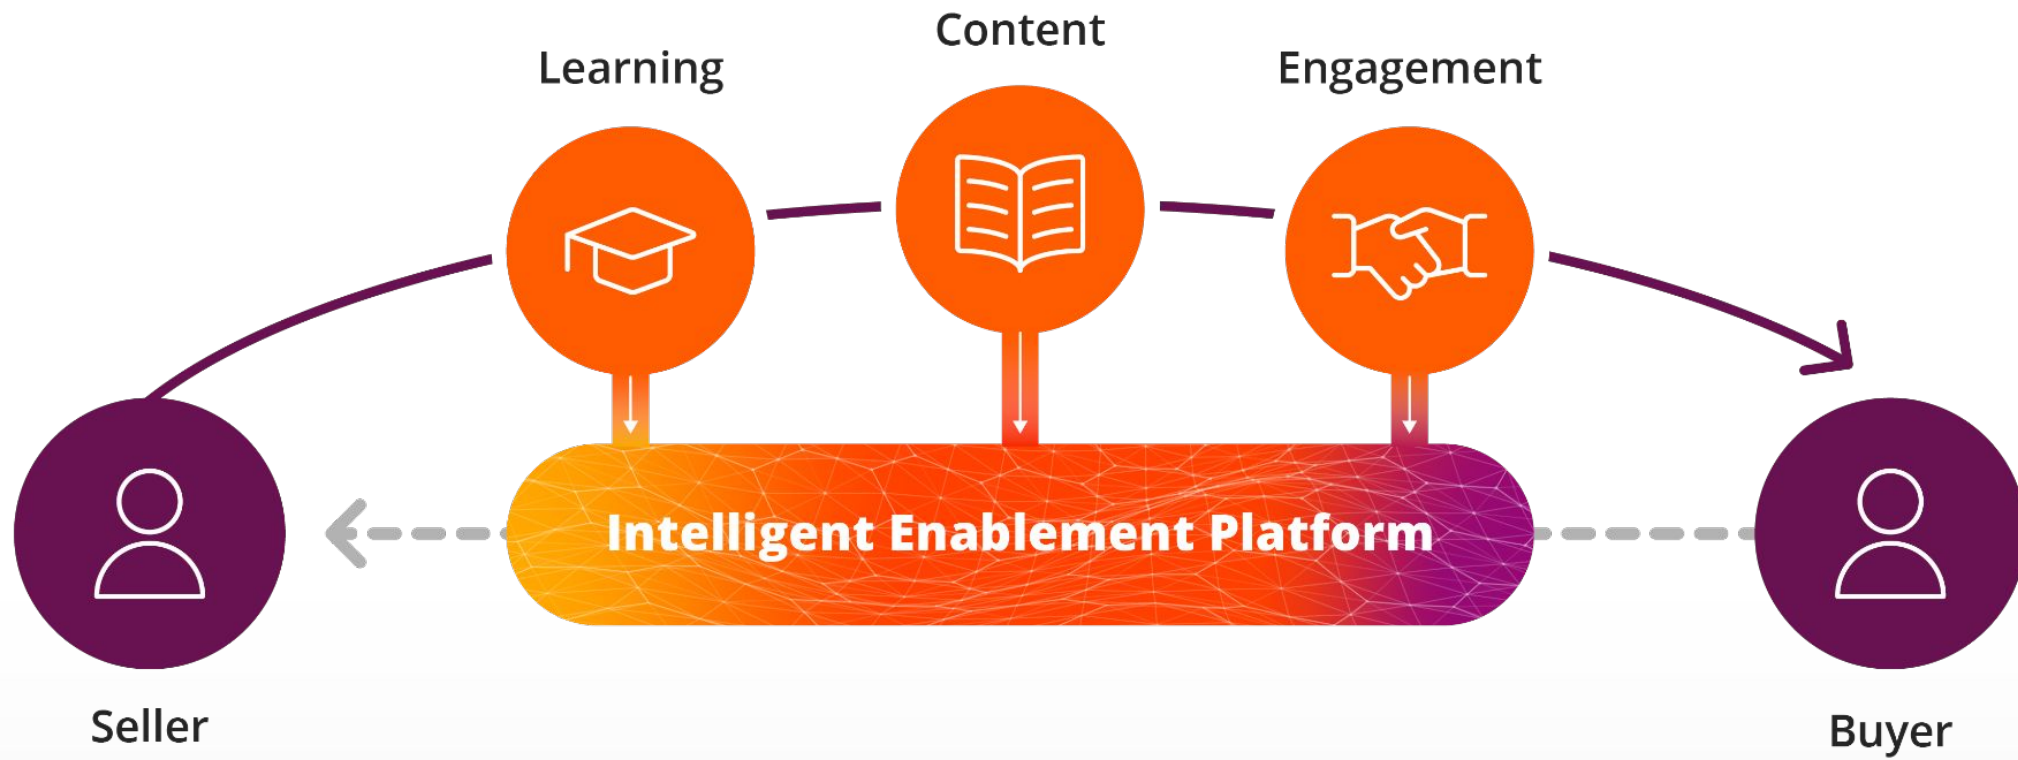 Content
Learning
Engagement
Intelligent Enablement Platform
Seller
Buyer